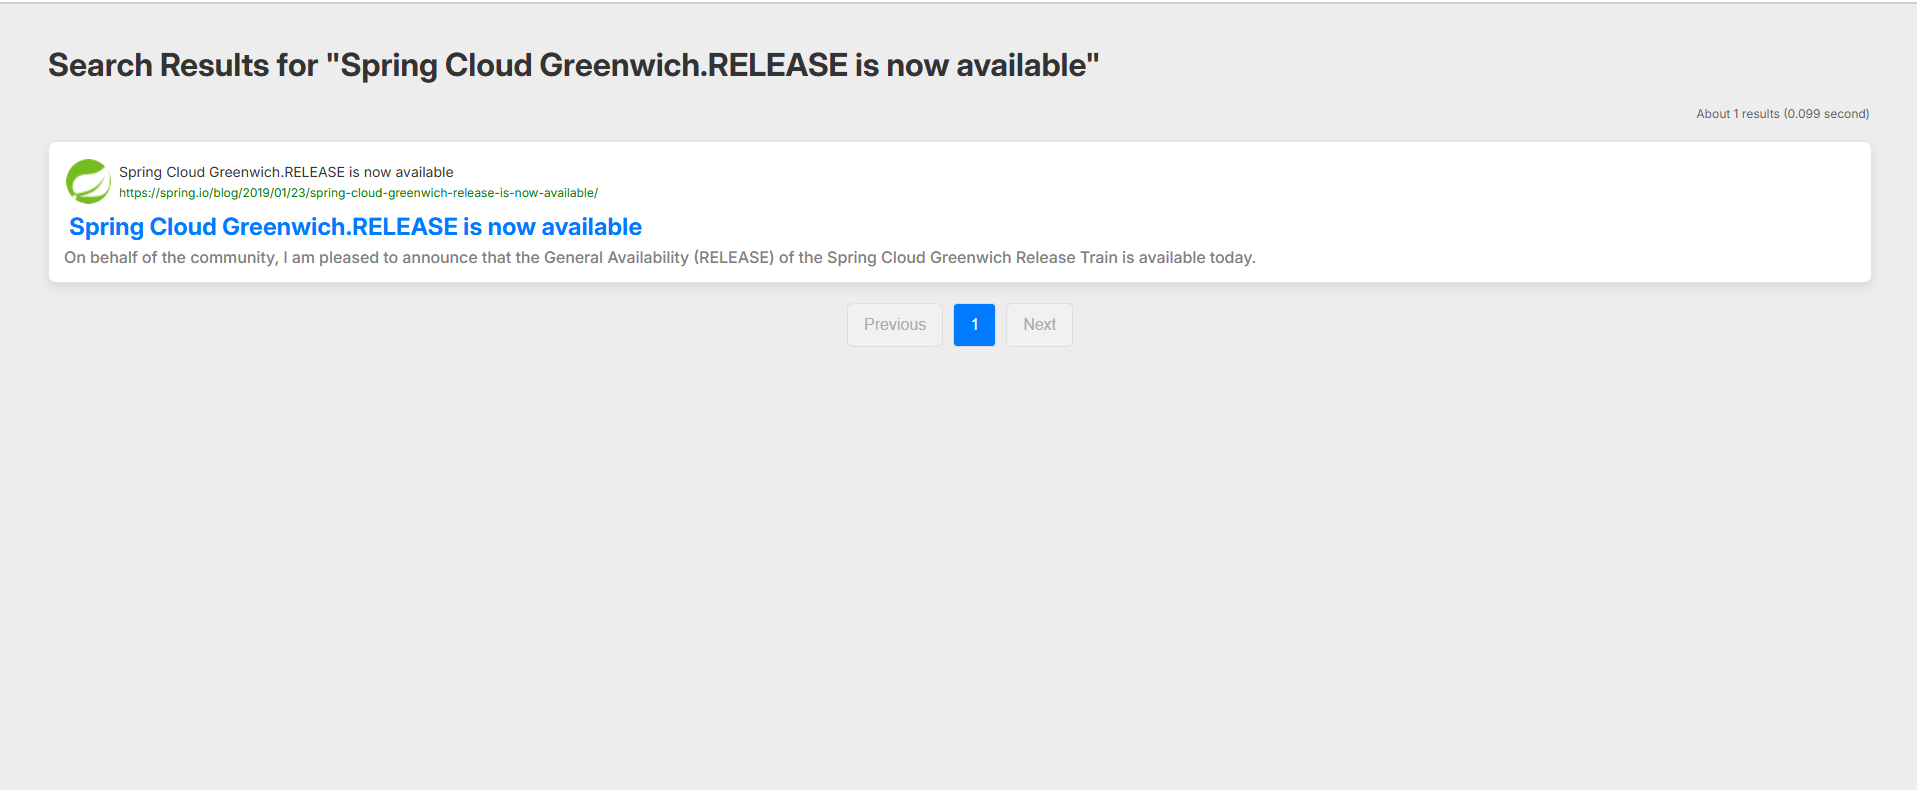 Search Results for "Spring Cloud Greenwich.RELEASE is now available"
About 1 results (0.099 second)
Spring Cloud Greenwich.RELEASE is now available
https://spring.io/blog/2019/01/23/spring-cloud-greenwich-release-is-now-available/
Spring Cloud Greenwich.RELEASE is now available
On behalf of the community, I am pleased to announce that the General Availability (RELEASE) of the Spring Cloud Greenwich Release Train is available today.
Previous 1 Next